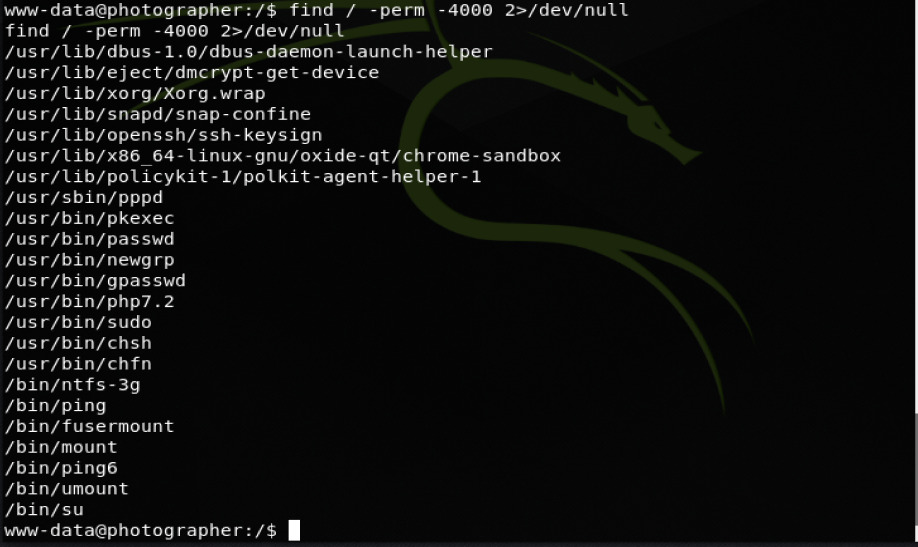 www-data@photographer:/$ find / -perm -4000 2>/dev/null
find / -perm -4000 2>/dev/null
/usr/lib/dbus-1.0/dbus-daemon-launch-helper
/usr/lib/eject/dmcrypt-get-device
/usr/lib/xorg/Xorg.wrap
/usr/lib/snapd/snap-confine
/usr/lib/openssh/ssh-keysign
/usr/lib/x86_64-linux-gnu/oxide-qt/chrome-sandbox
/usr/lib/policykit-1/polkit-agent-helper-1
/usr/sbin/pppd
/usr/bin/pkexec
/usr/bin/passwd
/usr/bin/newgrp
/usr/bin/gpasswd
/usr/bin/php7.2
/usr/bin/sudo
/usr/bin/chsh
/usr/bin/chfn
/bin/ntfs-3g
/bin/ping
/bin/fusermount
/bin/mount
/bin/ping6
/bin/umount
/bin/su
www-data@photographer:/$